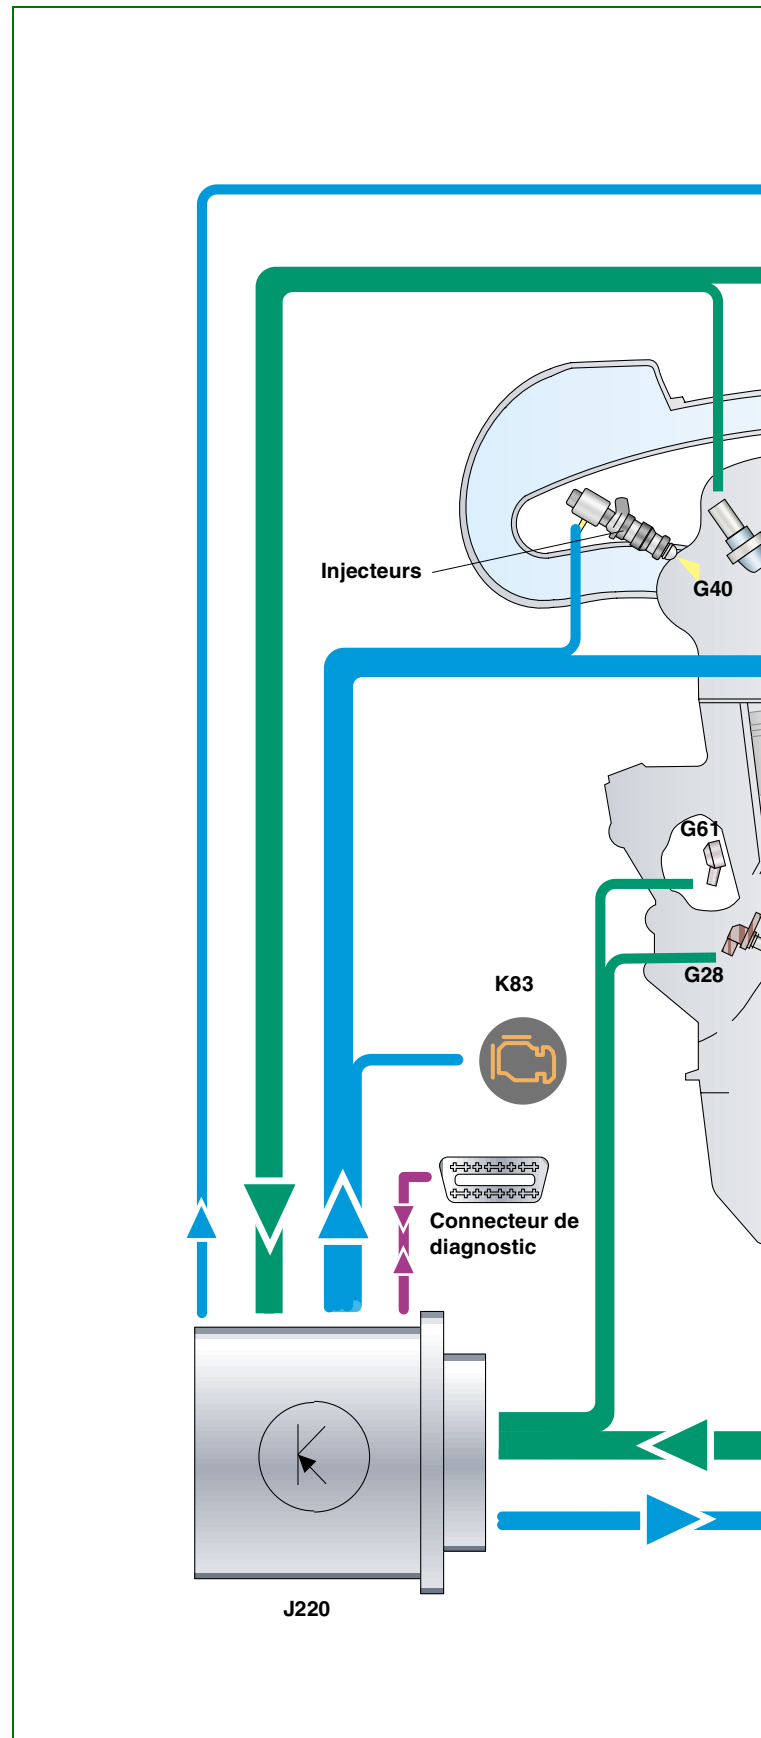 Injecteurs
G40
G61
G28
K83
Connecteur de
diagnostic
J220